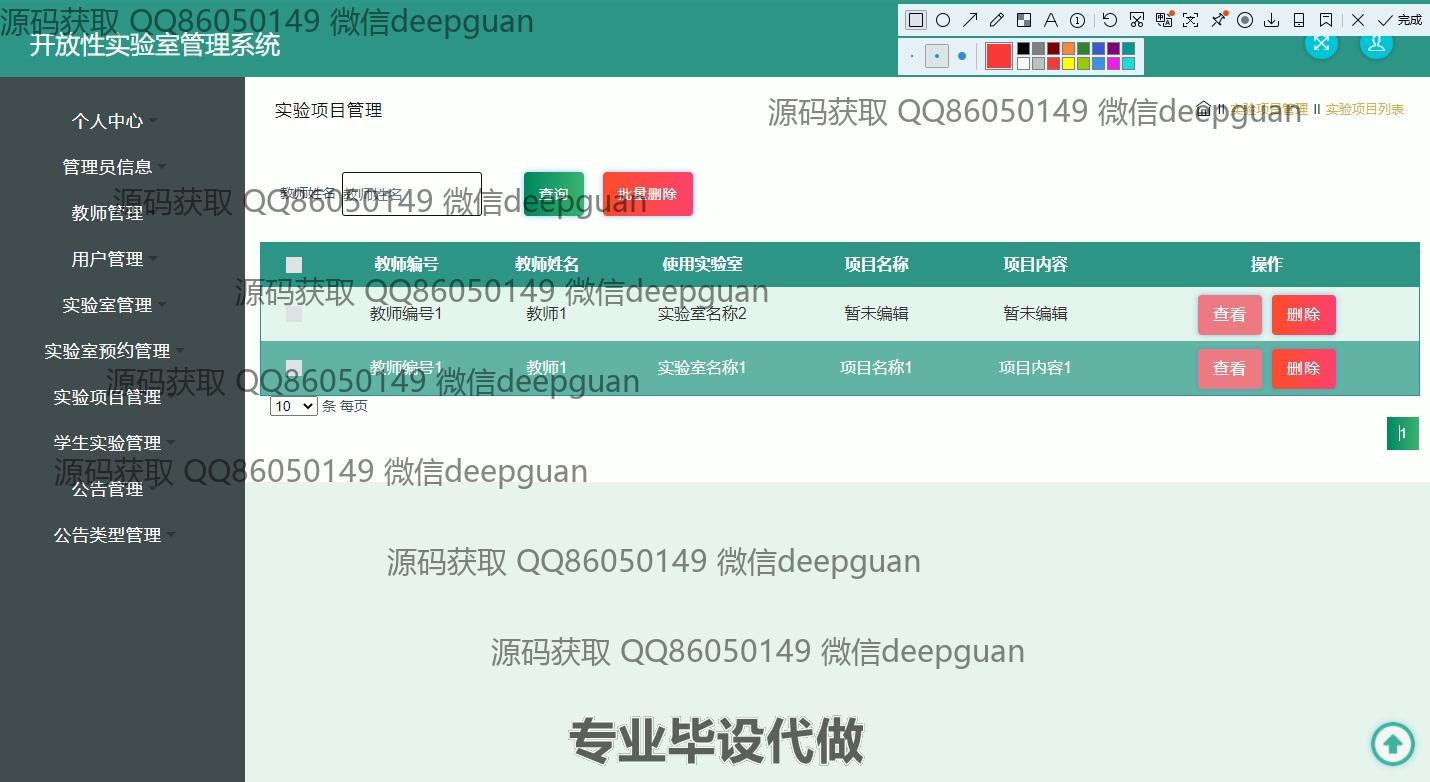 源码获取 QQ86050149 微信deepguan
开放性实验室管理系统
完成
个人中心
管理员信息
教师管理
用户管理
实验室管理
实验室预约管理
实验项目管理
学生实验管理
公告管理
公告类型管理
实验项目管理
源码获取 QQ86050149 微信deepguan
II 实验项目管理 II 实验项目列表
教师姓名 教师姓名 查询 批量删除
源码获取 QQ86050149 微信deepguan
教师编号 教师姓名 使用实验室 项目名称 项目内容 操作
源码获取 QQ86050149 微信deepguan
教师编号1 教师1 实验室名称2 暂未编辑 暂未编辑 查看 删除
教师编号1 教师1 实验室名称1 项目名称1 项目内容1 查看 删除
源码获取 QQ86050149 微信deepguan
10 条 每页
1
源码获取 QQ86050149 微信deepguan
源码获取 QQ86050149 微信deepguan
源码获取 QQ86050149 微信deepguan
专业毕设代做